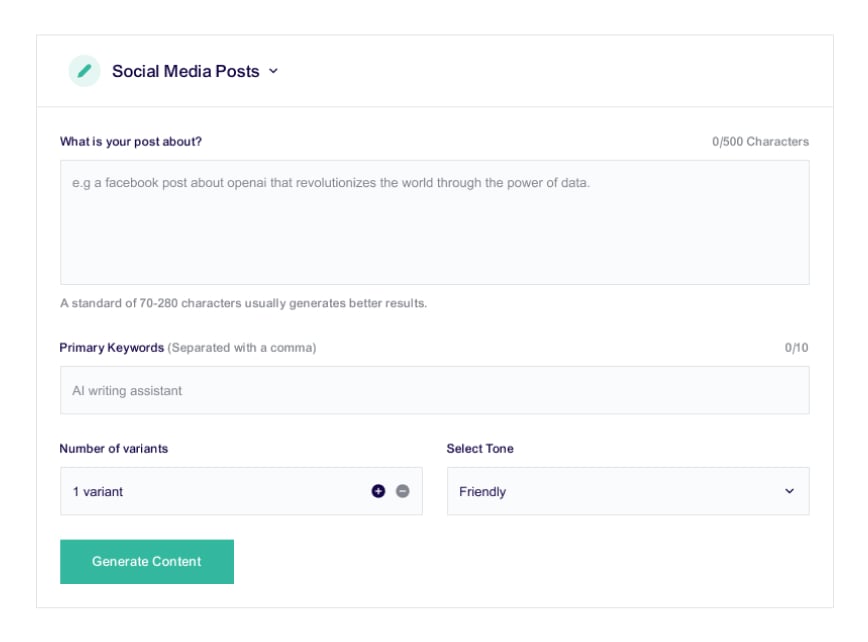 Social Media Posts
What is your post about? 0/500 Characters
e.g a facebook post about openai that revolutionizes the world through the power of data.
A standard of 70-280 characters usually generates better results.
Primary Keywords (Separated with a comma) 0/10
AI writing assistant
Number of variants Select Tone
1 variant Friendly
Generate Content